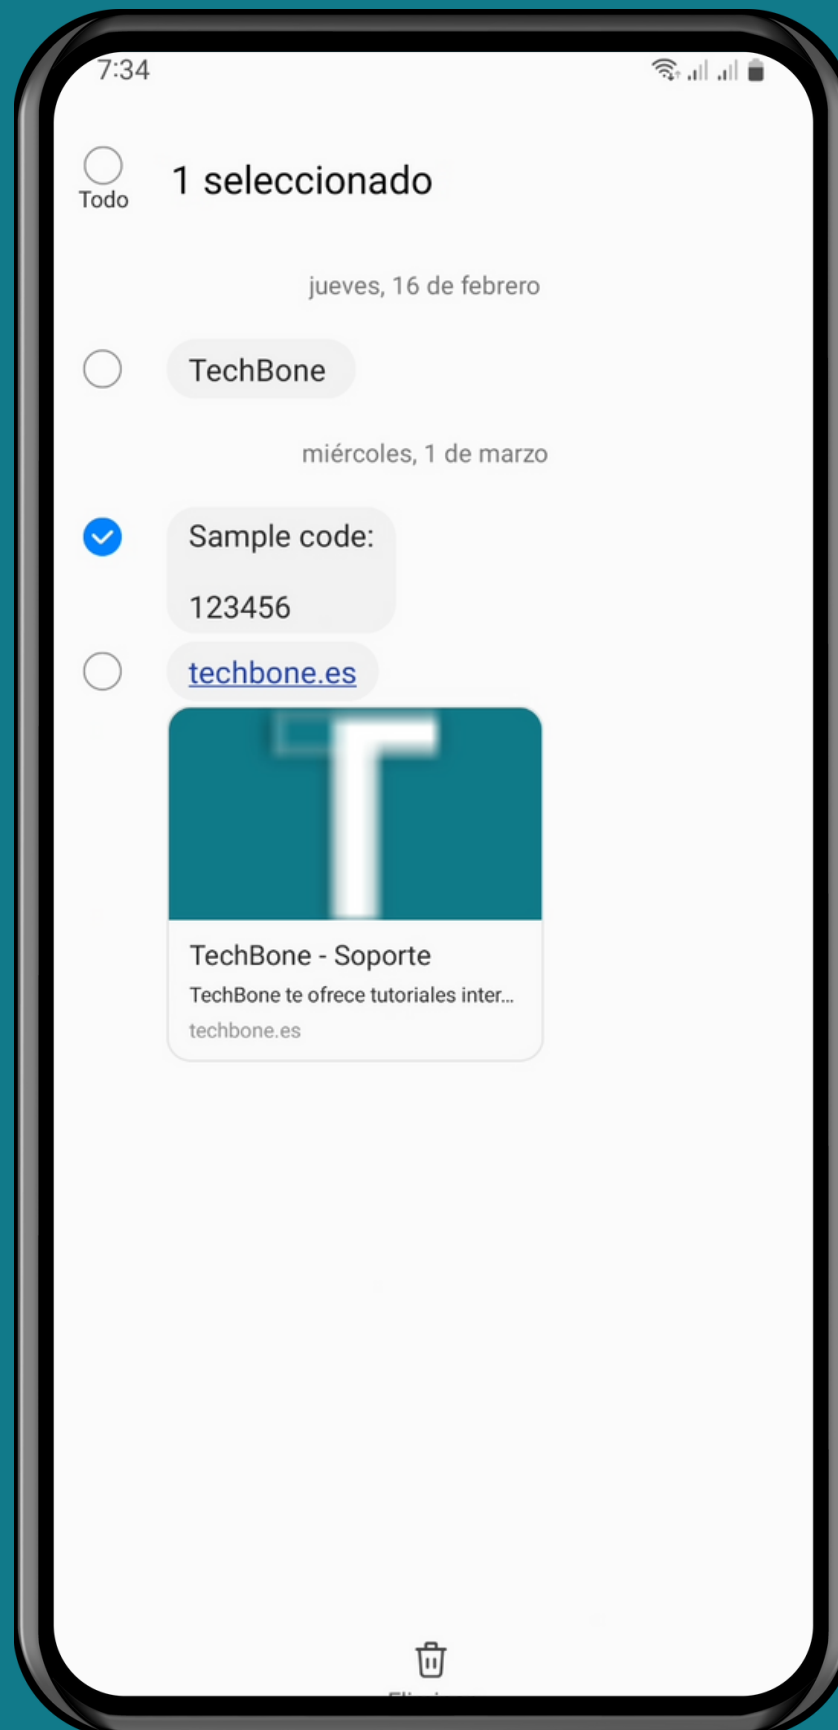 7:34
Todo
1 seleccionado
jueves, 16 de febrero
TechBone
miércoles, 1 de marzo
Sample code:
123456
techbone.es
T
TechBone - Soporte
TechBone te ofrece tutoriales inter...
techbone.es